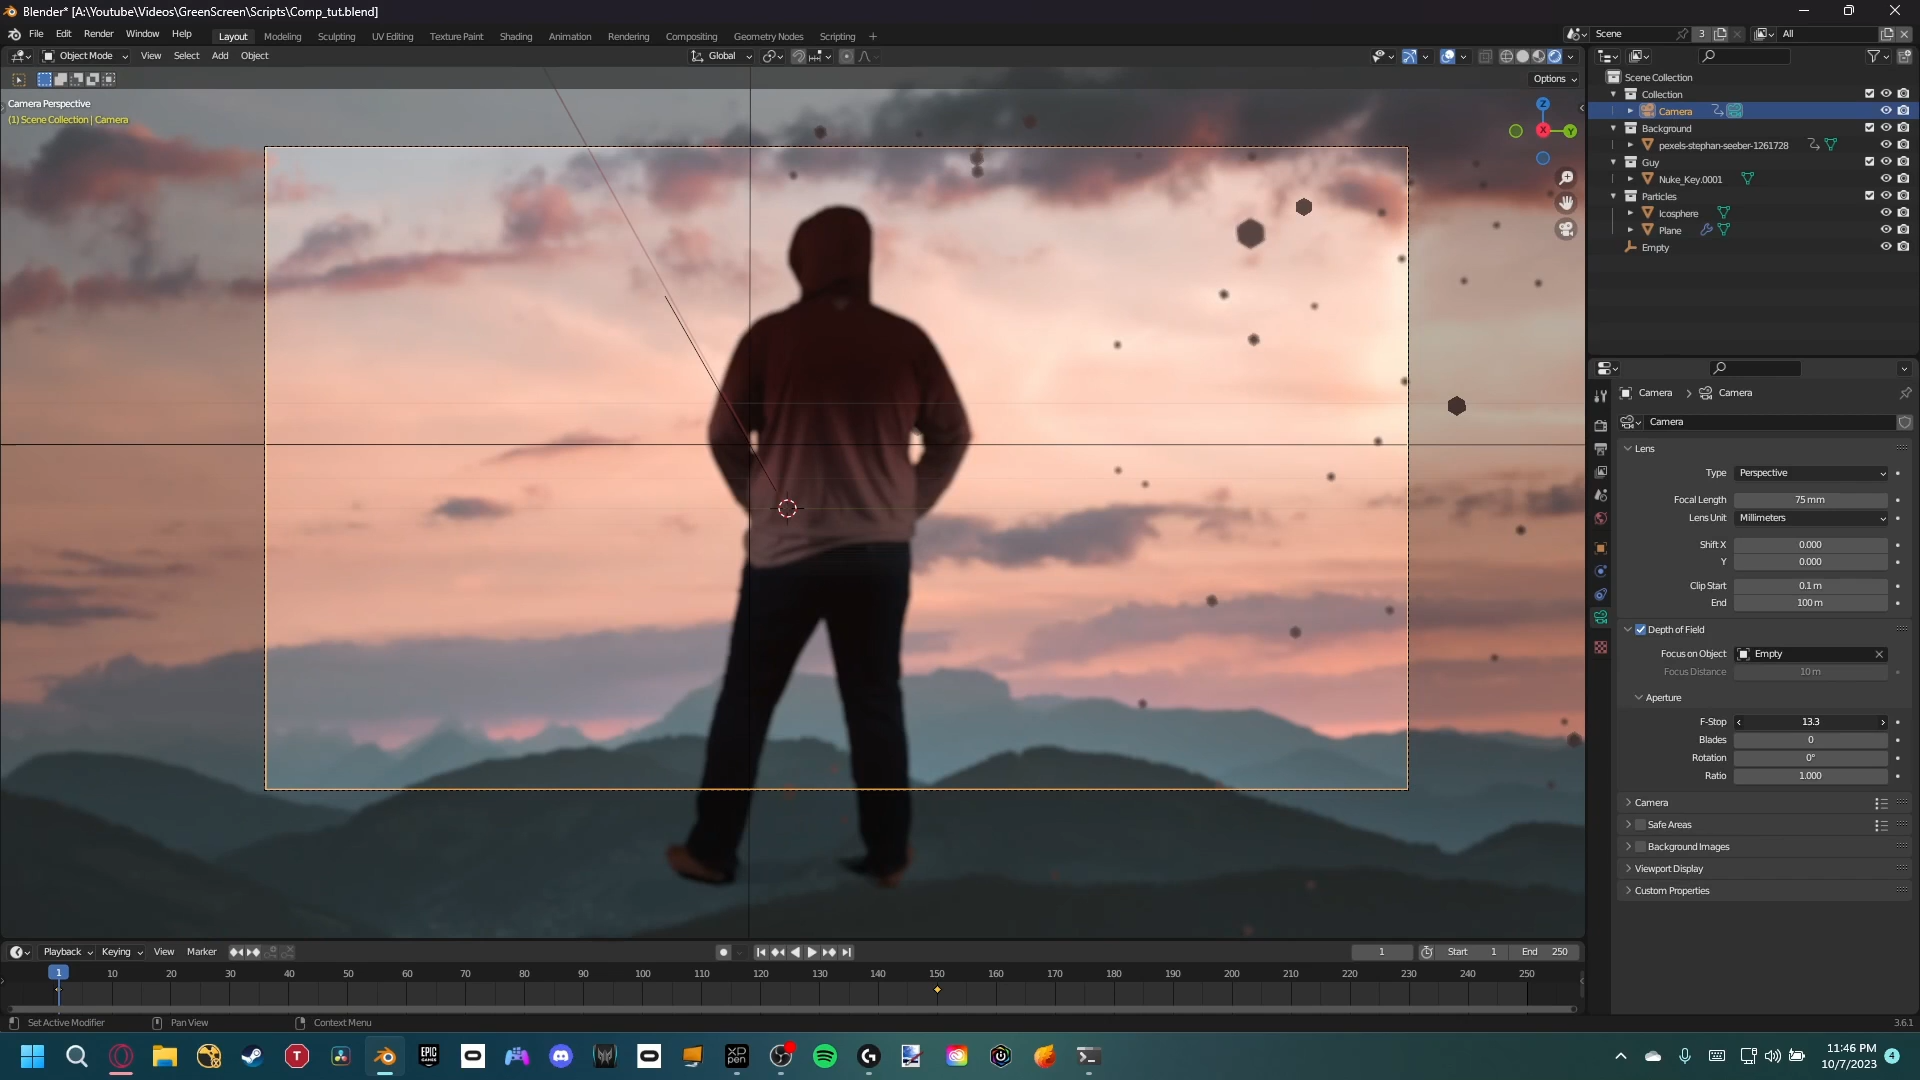 Blender* [A:\Youtube\Videos\GreenScreen\Scripts\Comp_tut.blend]
File Edit Render Window Help Layout Modeling Sculpting UV Editing Texture Paint Shading Animation Rendering Compositing Geometry Nodes Scripting + Scene 3 All
Object Mode View Select Add Object Global
Options
Camera Perspective
(1) Scene Collection | Camera
Z
X
Y
Scene Collection
Collection
Camera
Background
pexels-stephan-seeber-1261728
Guy
Nuke_Key.0001
Particles
Icosphere
Plane
Empty
Camera > Camera
Camera
Lens
Type Perspective
Focal Length 75 mm
Lens Unit Millimeters
Shift X 0.000
Y 0.000
Clip Start 0.1 m
End 100 m
Depth of Field
Focus on Object Empty
Focus Distance 10 m
Aperture
F-Stop 13.3
Blades 0
Rotation 0°
Ratio 1.000
Camera
Safe Areas
Background Images
Viewport Display
Custom Properties
Playback Keying View Marker 1 Start 1 End 250
1 10 20 30 40 50 60 70 80 90 100 110 120 130 140 150 160 170 180 190 200 210 220 230 240 250
Set Active Modifier Pan View Context Menu 3.6.1
T
EPIC GAMES
XP pen
11:46 PM
10/7/2023
4